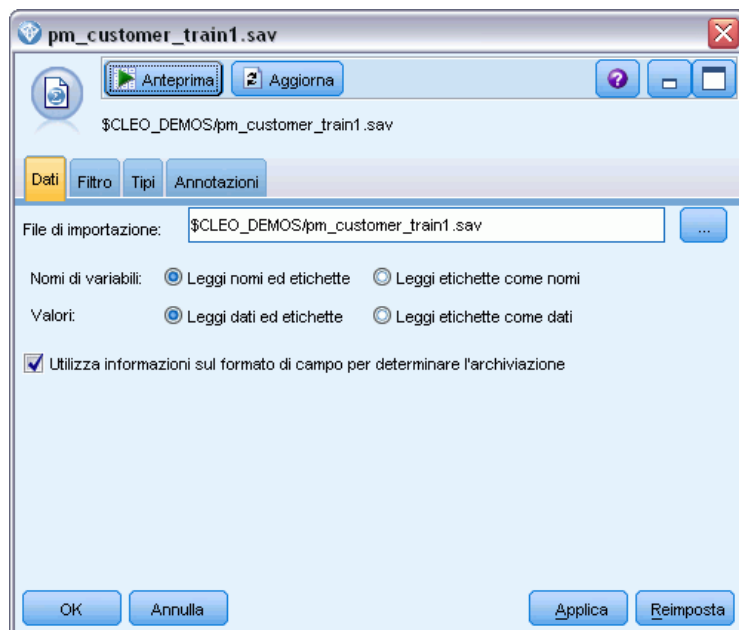 pm_customer_train1.sav
Anteprima Aggiorna ?
$CLEO_DEMOS/pm_customer_train1.sav
Dati Filtro Tipi Annotazioni
File di importazione: $CLEO_DEMOS/pm_customer_train1.sav ...
Nomi di variabili: Leggi nomi ed etichette Leggi etichette come nomi
Valori: Leggi dati ed etichette Leggi etichette come dati
Utilizza informazioni sul formato di campo per determinare l'archiviazione
OK Annulla Applica Reimposta